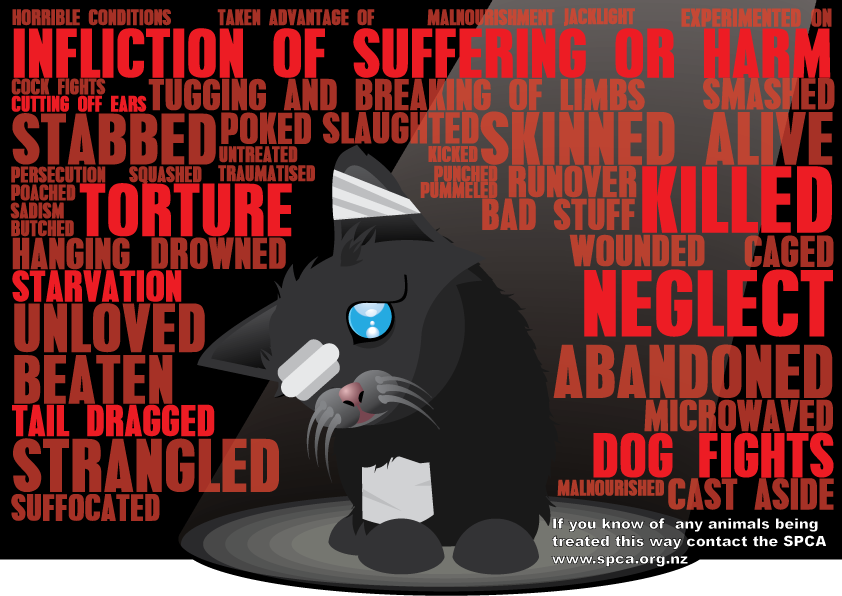 HORRIBLE CONDITIONS TAKEN ADVANTAGE OF MALNOURISHMENT JACKLIGHT EXPERIMENTED ON
INFLICTION OF SUFFERING OR HARM
COCK FIGHTS
CUTTING OFF EARS TUGGING AND BREAKING OF LIMBS SMASHED
STABBED POKED SLAUGHTED SKINNED ALIVE
UNTREATED KICKED
PERSECUTION SQUASHED TRAUMATISED PUNCHED RUNOVER KILLED
POACHED PUMMELED
SADISM TORTURE BAD STUFF
BUTCHED
HANGING DROWNED WOUNDED CAGED
STARVATION NEGLECT
UNLOVED
BEATEN ABANDONED
TAIL DRAGGED MICROWAVED
STRANGLED DOG FIGHTS
SUFFOCATED MALNOURISHED CAST ASIDE
If you know of any animals being
treated this way contact the SPCA
www.spca.org.nz